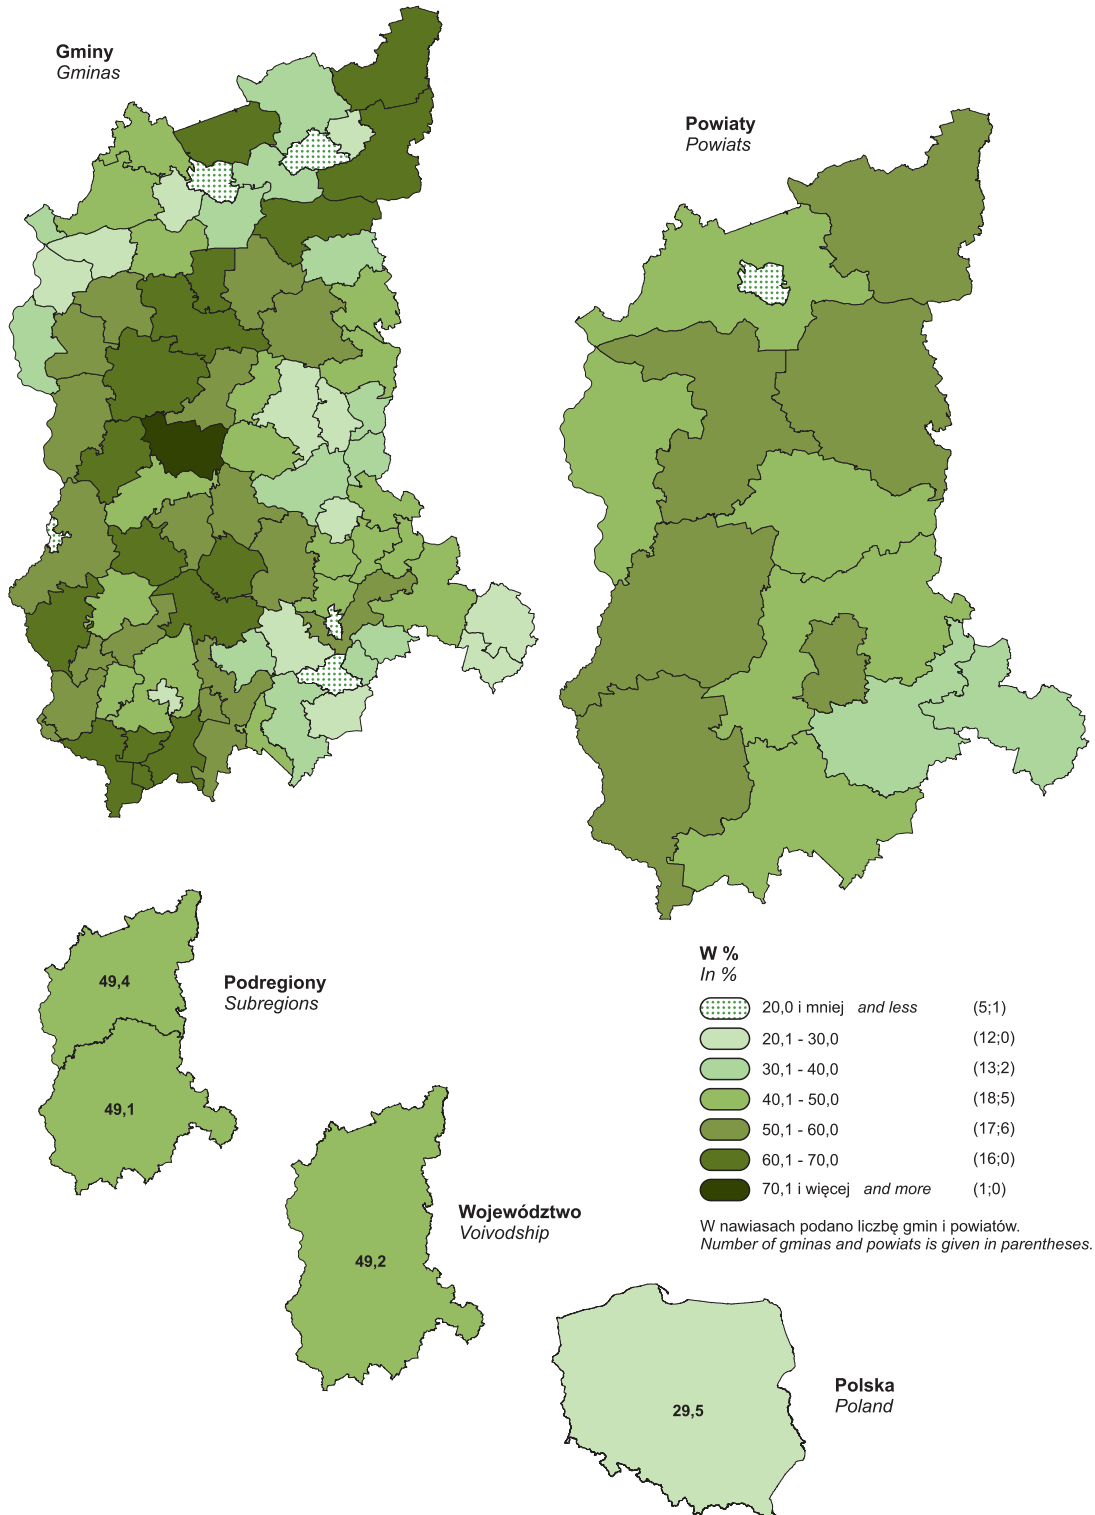 Gminy
Gminas
Powiaty
Powiats
49,4
Podregiony
Subregions
49,1
W %
In %
20,0 i mniej and less (5;1)
20,1 - 30,0 (12;0)
30,1 - 40,0 (13;2)
40,1 - 50,0 (18;5)
50,1 - 60,0 (17;6)
60,1 - 70,0 (16;0)
70,1 i więcej and more (1;0)
W nawiasach podano liczbę gmin i powiatów.
Number of gminas and powiats is given in parentheses.
Województwo
Voivodship
49,2
Polska
Poland
29,5